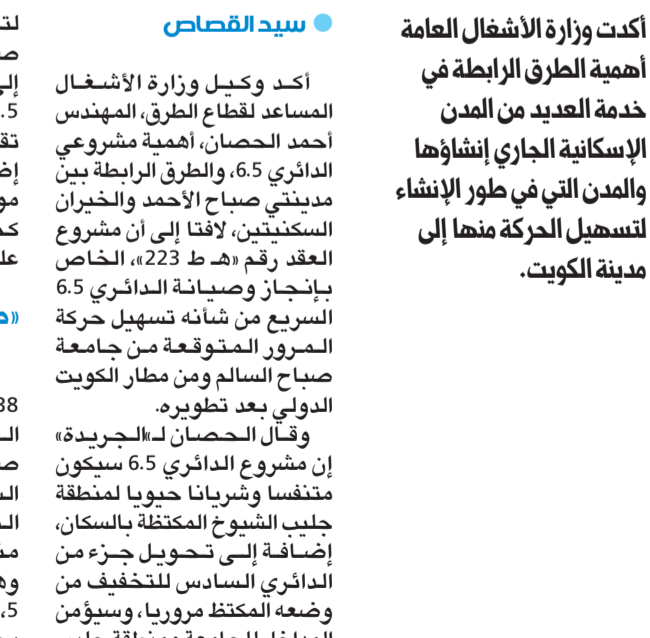 أكدت وزارة الأشغال العامة
أهمية الطرق الرابطة في
خدمة العديد من المدن
الإسكانية الجاري إنشاؤها
والمدن التي في طور الإنشاء
لتسهيل الحركة منها إلى
مدينة الكويت.
سيد القصاص
أكد وكيل وزارة الأشغال
المساعد لقطاع الطرق، المهندس
أحمد الحصان، أهمية مشروعي
الدائري 6.5، والطرق الرابطة بين
مدينتي صباح الأحمد والخيران
السكنيتين، لافتا إلى أن مشروع
العقد رقم «هـ ط 223»، الخاص
بإنجاز وصيانة الدائري 6.5
السريع من شأنه تسهيل حركة
المرور المتوقعة من جامعة
صباح السالم ومن مطار الكويت
الدولي بعد تطويره.
وقال الحصان لـ«الجريدة»
إن مشروع الدائري 6.5 سيكون
متنفسا وشريانا حيويا لمنطقة
جليب الشيوخ المكتظة بالسكان،
إضافة إلى تحويل جزء من
الدائري السادس للتخفيف من
وضعه المكتظ مروريا، وسيؤمن